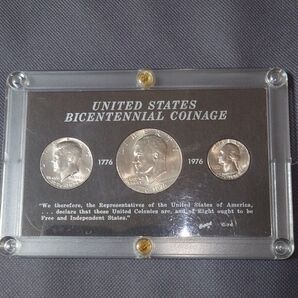 UNITED STATES
BICENTENNIAL COINAGE
1776 1976
"We therefore, the Representatives of the United States of America,
. . . declare that these United Colonies are, and of Right ought to be
Free and Independent States."